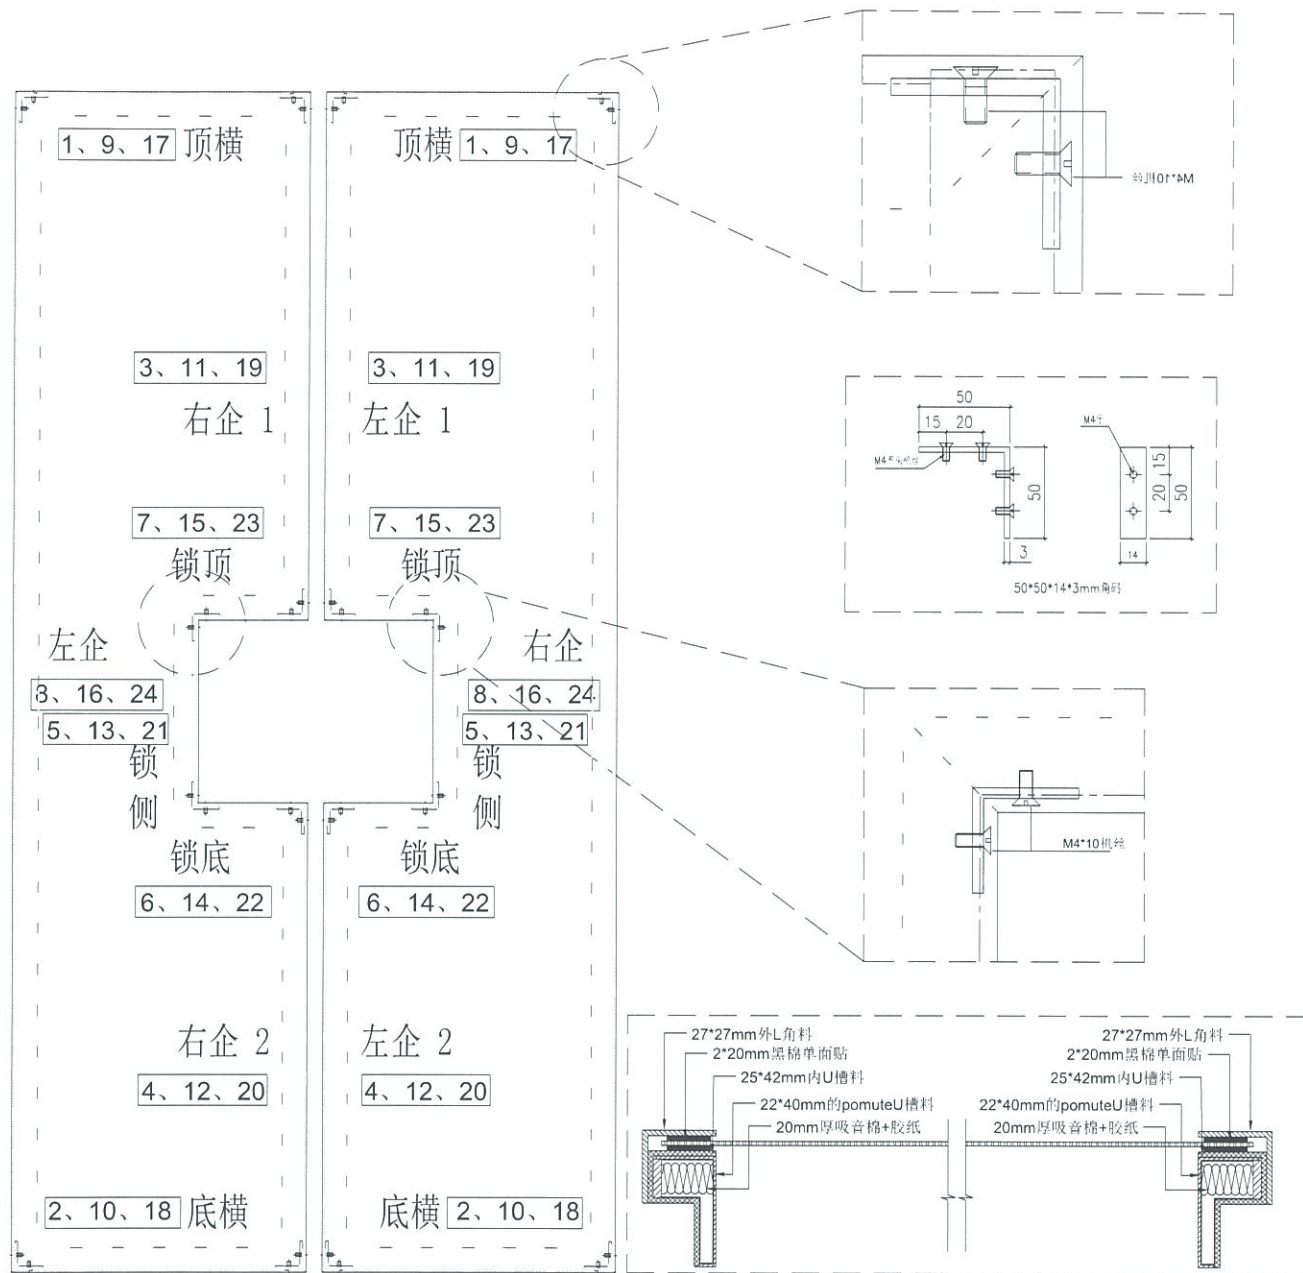 1、9、17 顶横
顶横 1、9、17
3、11、19
3、11、19
右企 1
左企 1
7、15、23
7、15、23
锁顶
锁顶
左企
右企
8、16、24
8、16、24
5、13、21
5、13、21
锁
侧
锁
侧
锁底
锁底
6、14、22
6、14、22
右企 2
左企 2
4、12、20
4、12、20
2、10、18 底横
底横 2、10、18
M4*10机丝
50
15 20
50
3
M4牙
15
20
50
14
50*50*14*3mm角码
M4*10机丝
27*27mm外L角料
2*20mm黑棉单面贴
25*42mm内U槽料
22*40mm的pomuteU槽料
20mm厚吸音棉+胶纸
27*27mm外L角料
2*20mm黑棉单面贴
25*42mm内U槽料
22*40mm的pomuteU槽料
20mm厚吸音棉+胶纸